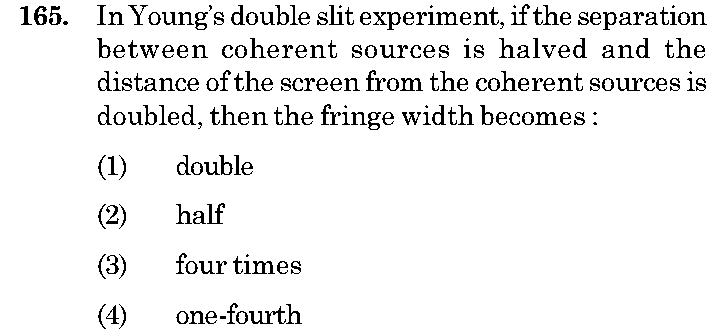 165. In Young's double slit experiment, if the separation
between coherent sources is halved and the
distance of the screen from the coherent sources is
doubled, then the fringe width becomes :
(1) double
(2) half
(3) four times
(4) one-fourth